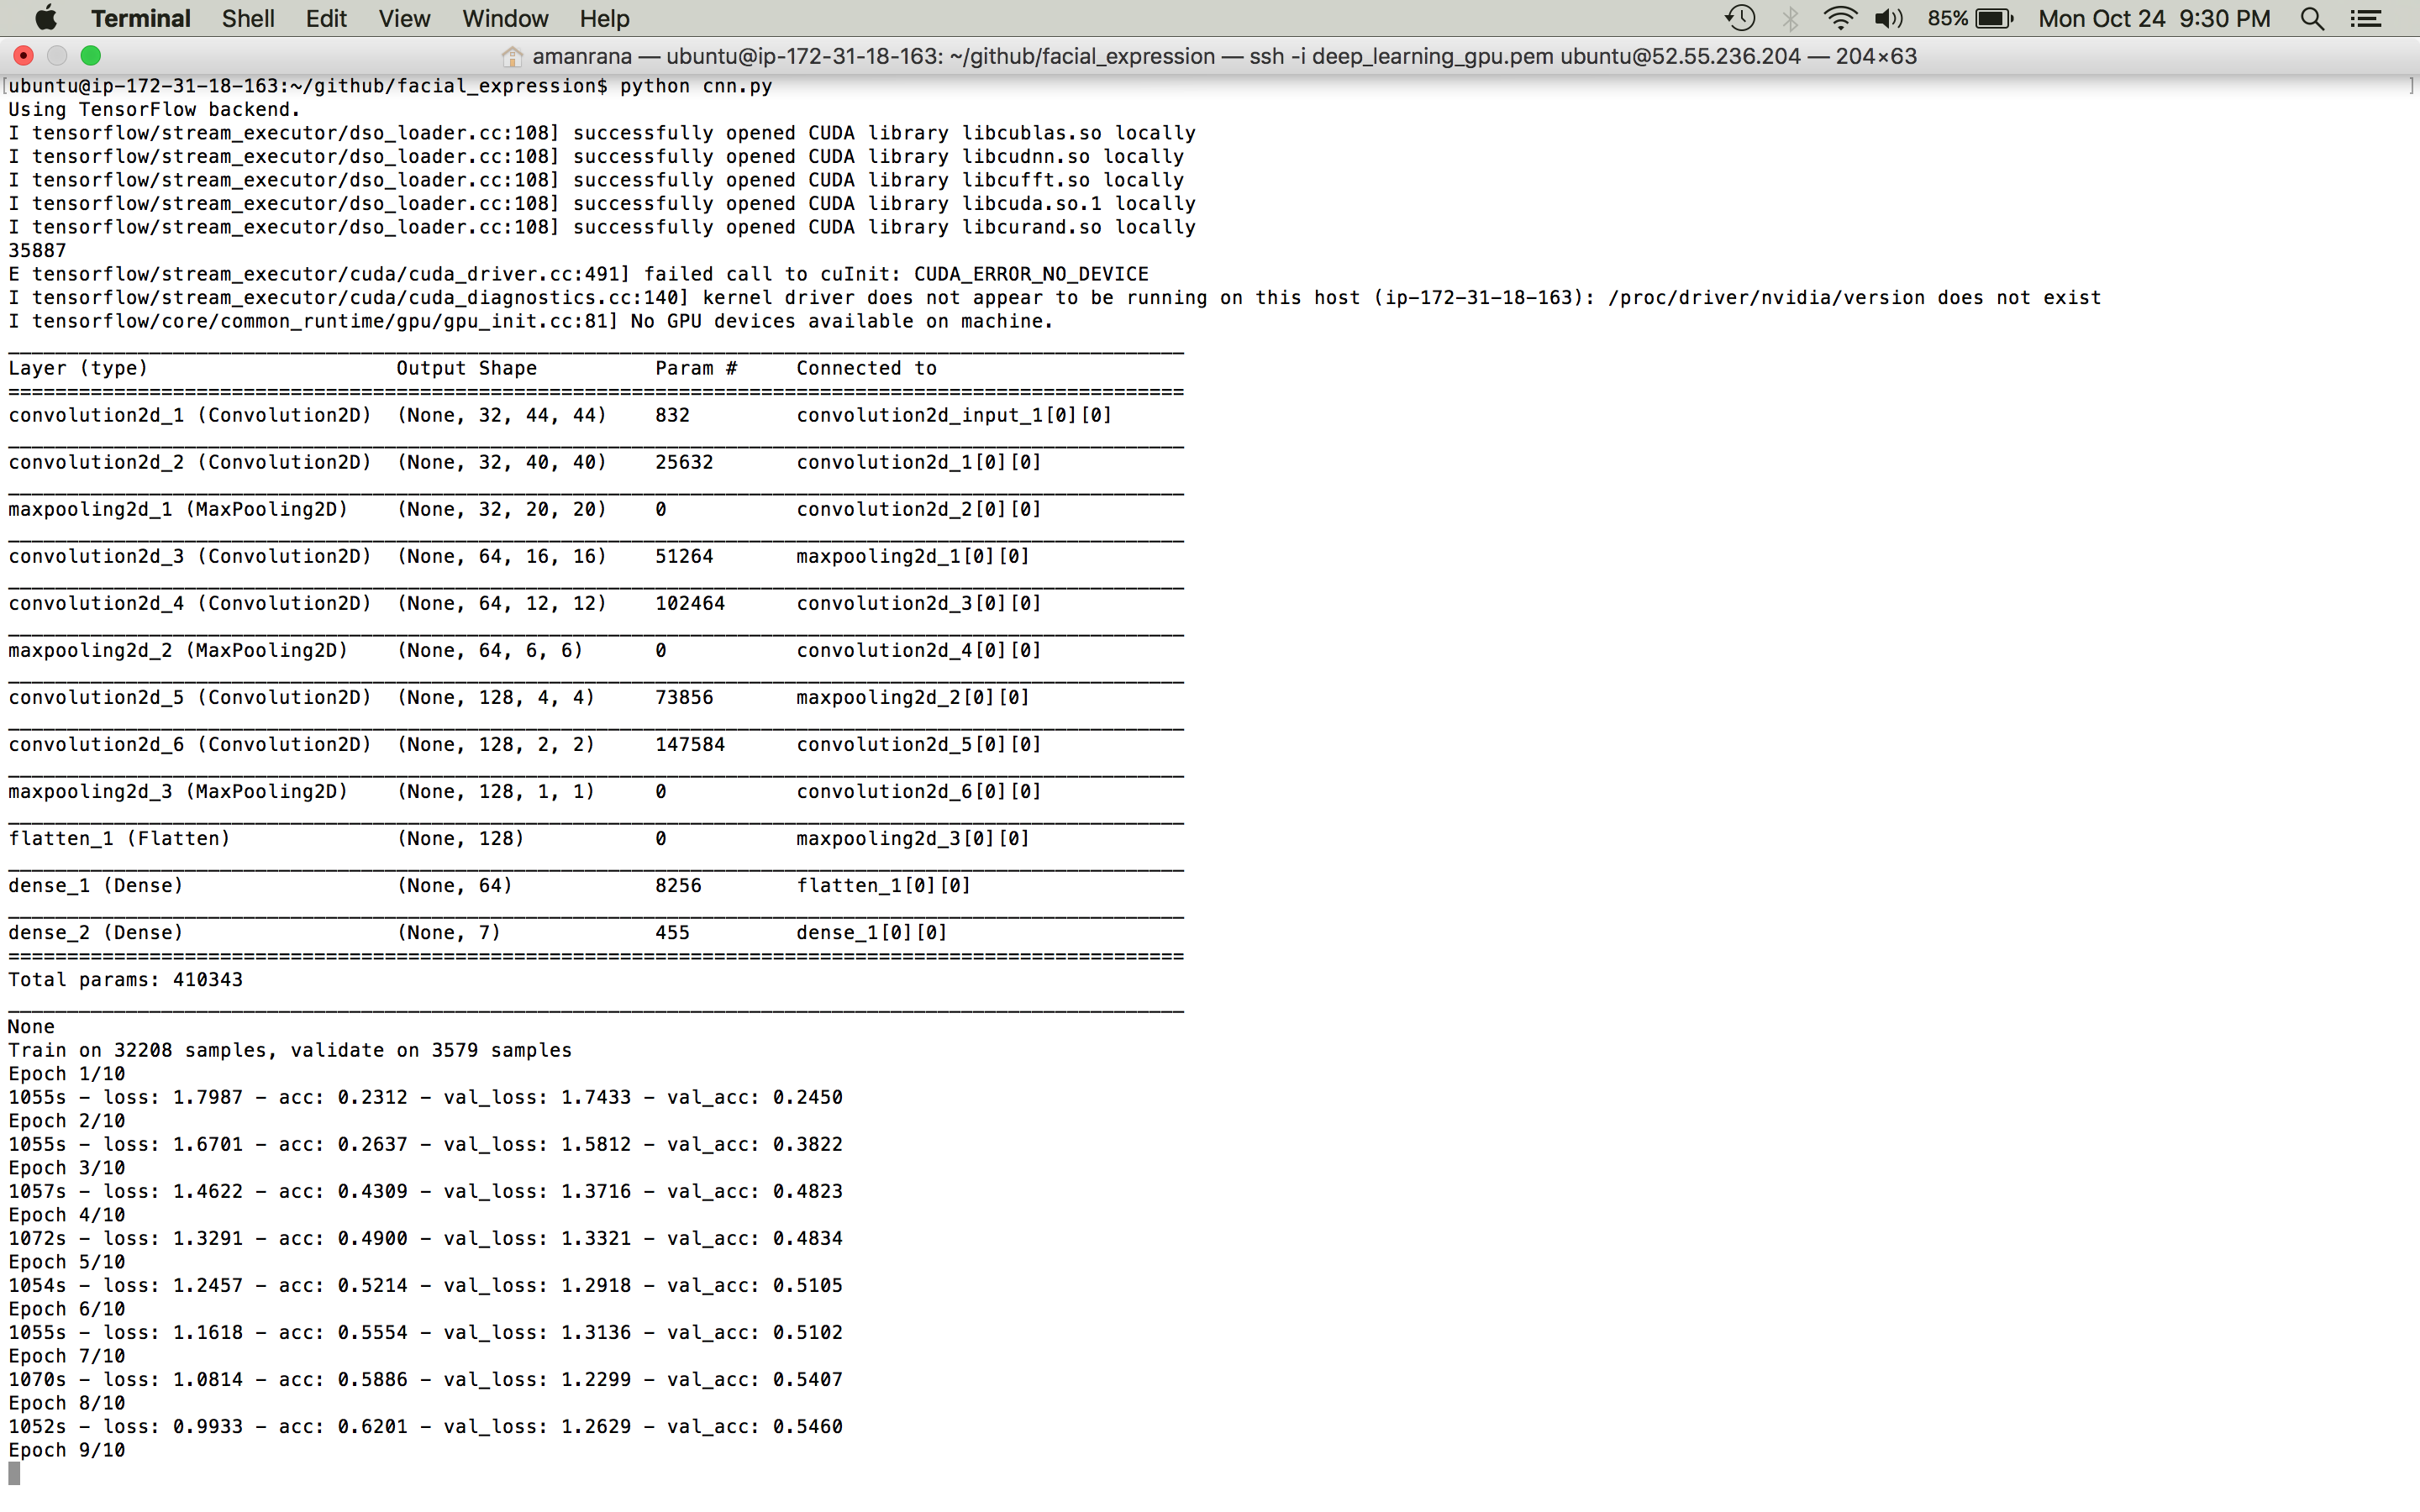 Terminal Shell Edit View Window Help 85% Mon Oct 24 9:30 PM
amanrana — ubuntu@ip-172-31-18-163: ~/github/facial_expression — ssh -i deep_learning_gpu.pem ubuntu@52.55.236.204 — 204×63
[ubuntu@ip-172-31-18-163:~/github/facial_expression$ python cnn.py ]
Using TensorFlow backend.
I tensorflow/stream_executor/dso_loader.cc:108] successfully opened CUDA library libcublas.so locally
I tensorflow/stream_executor/dso_loader.cc:108] successfully opened CUDA library libcudnn.so locally
I tensorflow/stream_executor/dso_loader.cc:108] successfully opened CUDA library libcufft.so locally
I tensorflow/stream_executor/dso_loader.cc:108] successfully opened CUDA library libcuda.so.1 locally
I tensorflow/stream_executor/dso_loader.cc:108] successfully opened CUDA library libcurand.so locally
35887
E tensorflow/stream_executor/cuda/cuda_driver.cc:491] failed call to cuInit: CUDA_ERROR_NO_DEVICE
I tensorflow/stream_executor/cuda/cuda_diagnostics.cc:140] kernel driver does not appear to be running on this host (ip-172-31-18-163): /proc/driver/nvidia/version does not exist
I tensorflow/core/common_runtime/gpu/gpu_init.cc:81] No GPU devices available on machine.
____________________________________________________________________________________________________
Layer (type)                     Output Shape          Param #     Connected to
====================================================================================================
convolution2d_1 (Convolution2D)  (None, 32, 44, 44)    832         convolution2d_input_1[0][0]
____________________________________________________________________________________________________
convolution2d_2 (Convolution2D)  (None, 32, 40, 40)    25632       convolution2d_1[0][0]
____________________________________________________________________________________________________
maxpooling2d_1 (MaxPooling2D)    (None, 32, 20, 20)    0           convolution2d_2[0][0]
____________________________________________________________________________________________________
convolution2d_3 (Convolution2D)  (None, 64, 16, 16)    51264       maxpooling2d_1[0][0]
____________________________________________________________________________________________________
convolution2d_4 (Convolution2D)  (None, 64, 12, 12)    102464      convolution2d_3[0][0]
____________________________________________________________________________________________________
maxpooling2d_2 (MaxPooling2D)    (None, 64, 6, 6)      0           convolution2d_4[0][0]
____________________________________________________________________________________________________
convolution2d_5 (Convolution2D)  (None, 128, 4, 4)     73856       maxpooling2d_2[0][0]
____________________________________________________________________________________________________
convolution2d_6 (Convolution2D)  (None, 128, 2, 2)     147584      convolution2d_5[0][0]
____________________________________________________________________________________________________
maxpooling2d_3 (MaxPooling2D)    (None, 128, 1, 1)     0           convolution2d_6[0][0]
____________________________________________________________________________________________________
flatten_1 (Flatten)              (None, 128)           0           maxpooling2d_3[0][0]
____________________________________________________________________________________________________
dense_1 (Dense)                  (None, 64)            8256        flatten_1[0][0]
____________________________________________________________________________________________________
dense_2 (Dense)                  (None, 7)             455         dense_1[0][0]
====================================================================================================
Total params: 410343
____________________________________________________________________________________________________
None
Train on 32208 samples, validate on 3579 samples
Epoch 1/10
1055s - loss: 1.7987 - acc: 0.2312 - val_loss: 1.7433 - val_acc: 0.2450
Epoch 2/10
1055s - loss: 1.6701 - acc: 0.2637 - val_loss: 1.5812 - val_acc: 0.3822
Epoch 3/10
1057s - loss: 1.4622 - acc: 0.4309 - val_loss: 1.3716 - val_acc: 0.4823
Epoch 4/10
1072s - loss: 1.3291 - acc: 0.4900 - val_loss: 1.3321 - val_acc: 0.4834
Epoch 5/10
1054s - loss: 1.2457 - acc: 0.5214 - val_loss: 1.2918 - val_acc: 0.5105
Epoch 6/10
1055s - loss: 1.1618 - acc: 0.5554 - val_loss: 1.3136 - val_acc: 0.5102
Epoch 7/10
1070s - loss: 1.0814 - acc: 0.5886 - val_loss: 1.2299 - val_acc: 0.5407
Epoch 8/10
1052s - loss: 0.9933 - acc: 0.6201 - val_loss: 1.2629 - val_acc: 0.5460
Epoch 9/10